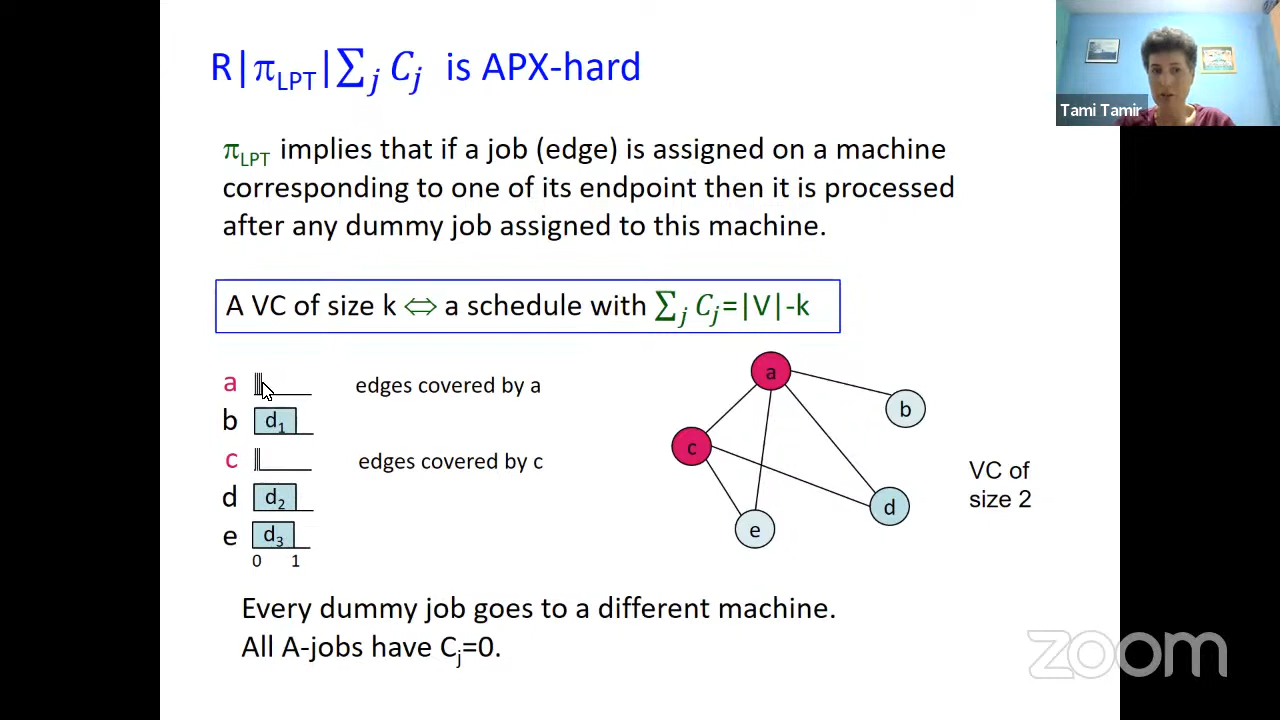 R|π_LPT|∑_j C_j is APX-hard
Tami Tamir
π_LPT implies that if a job (edge) is assigned on a machine
corresponding to one of its endpoint then it is processed
after any dummy job assigned to this machine.
A VC of size k ⇔ a schedule with ∑_j C_j=|V|-k
a
edges covered by a
b
d_1
c
edges covered by c
d
d_2
e
d_3
0 1
a
b
c
d
e
VC of
size 2
Every dummy job goes to a different machine.
All A-jobs have C_j=0.
zoom